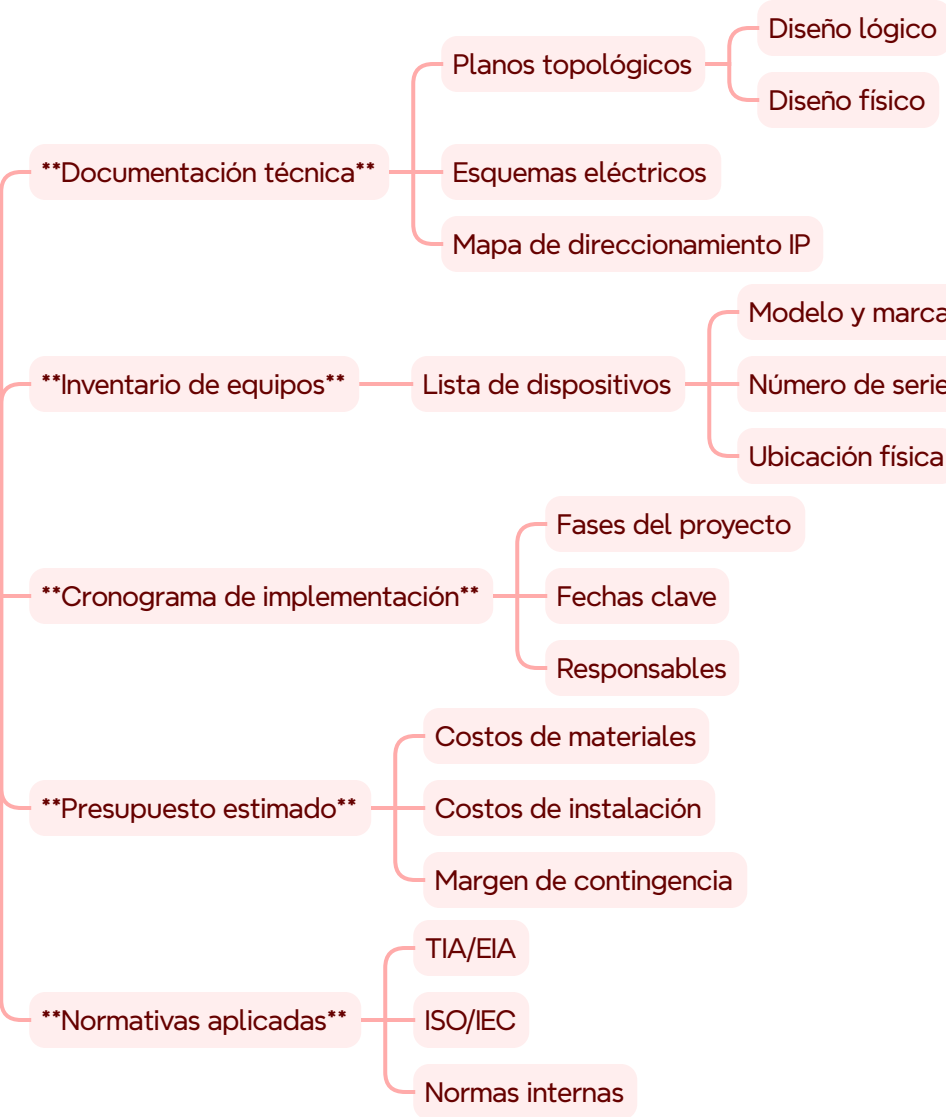 Diseño lógico
Planos topológicos
Diseño físico
**Documentación técnica**
Esquemas eléctricos
Mapa de direccionamiento IP
Modelo y marca
**Inventario de equipos**
Lista de dispositivos
Número de serie
Ubicación física
Fases del proyecto
**Cronograma de implementación**
Fechas clave
Responsables
Costos de materiales
**Presupuesto estimado**
Costos de instalación
Margen de contingencia
TIA/EIA
**Normativas aplicadas**
ISO/IEC
Normas internas